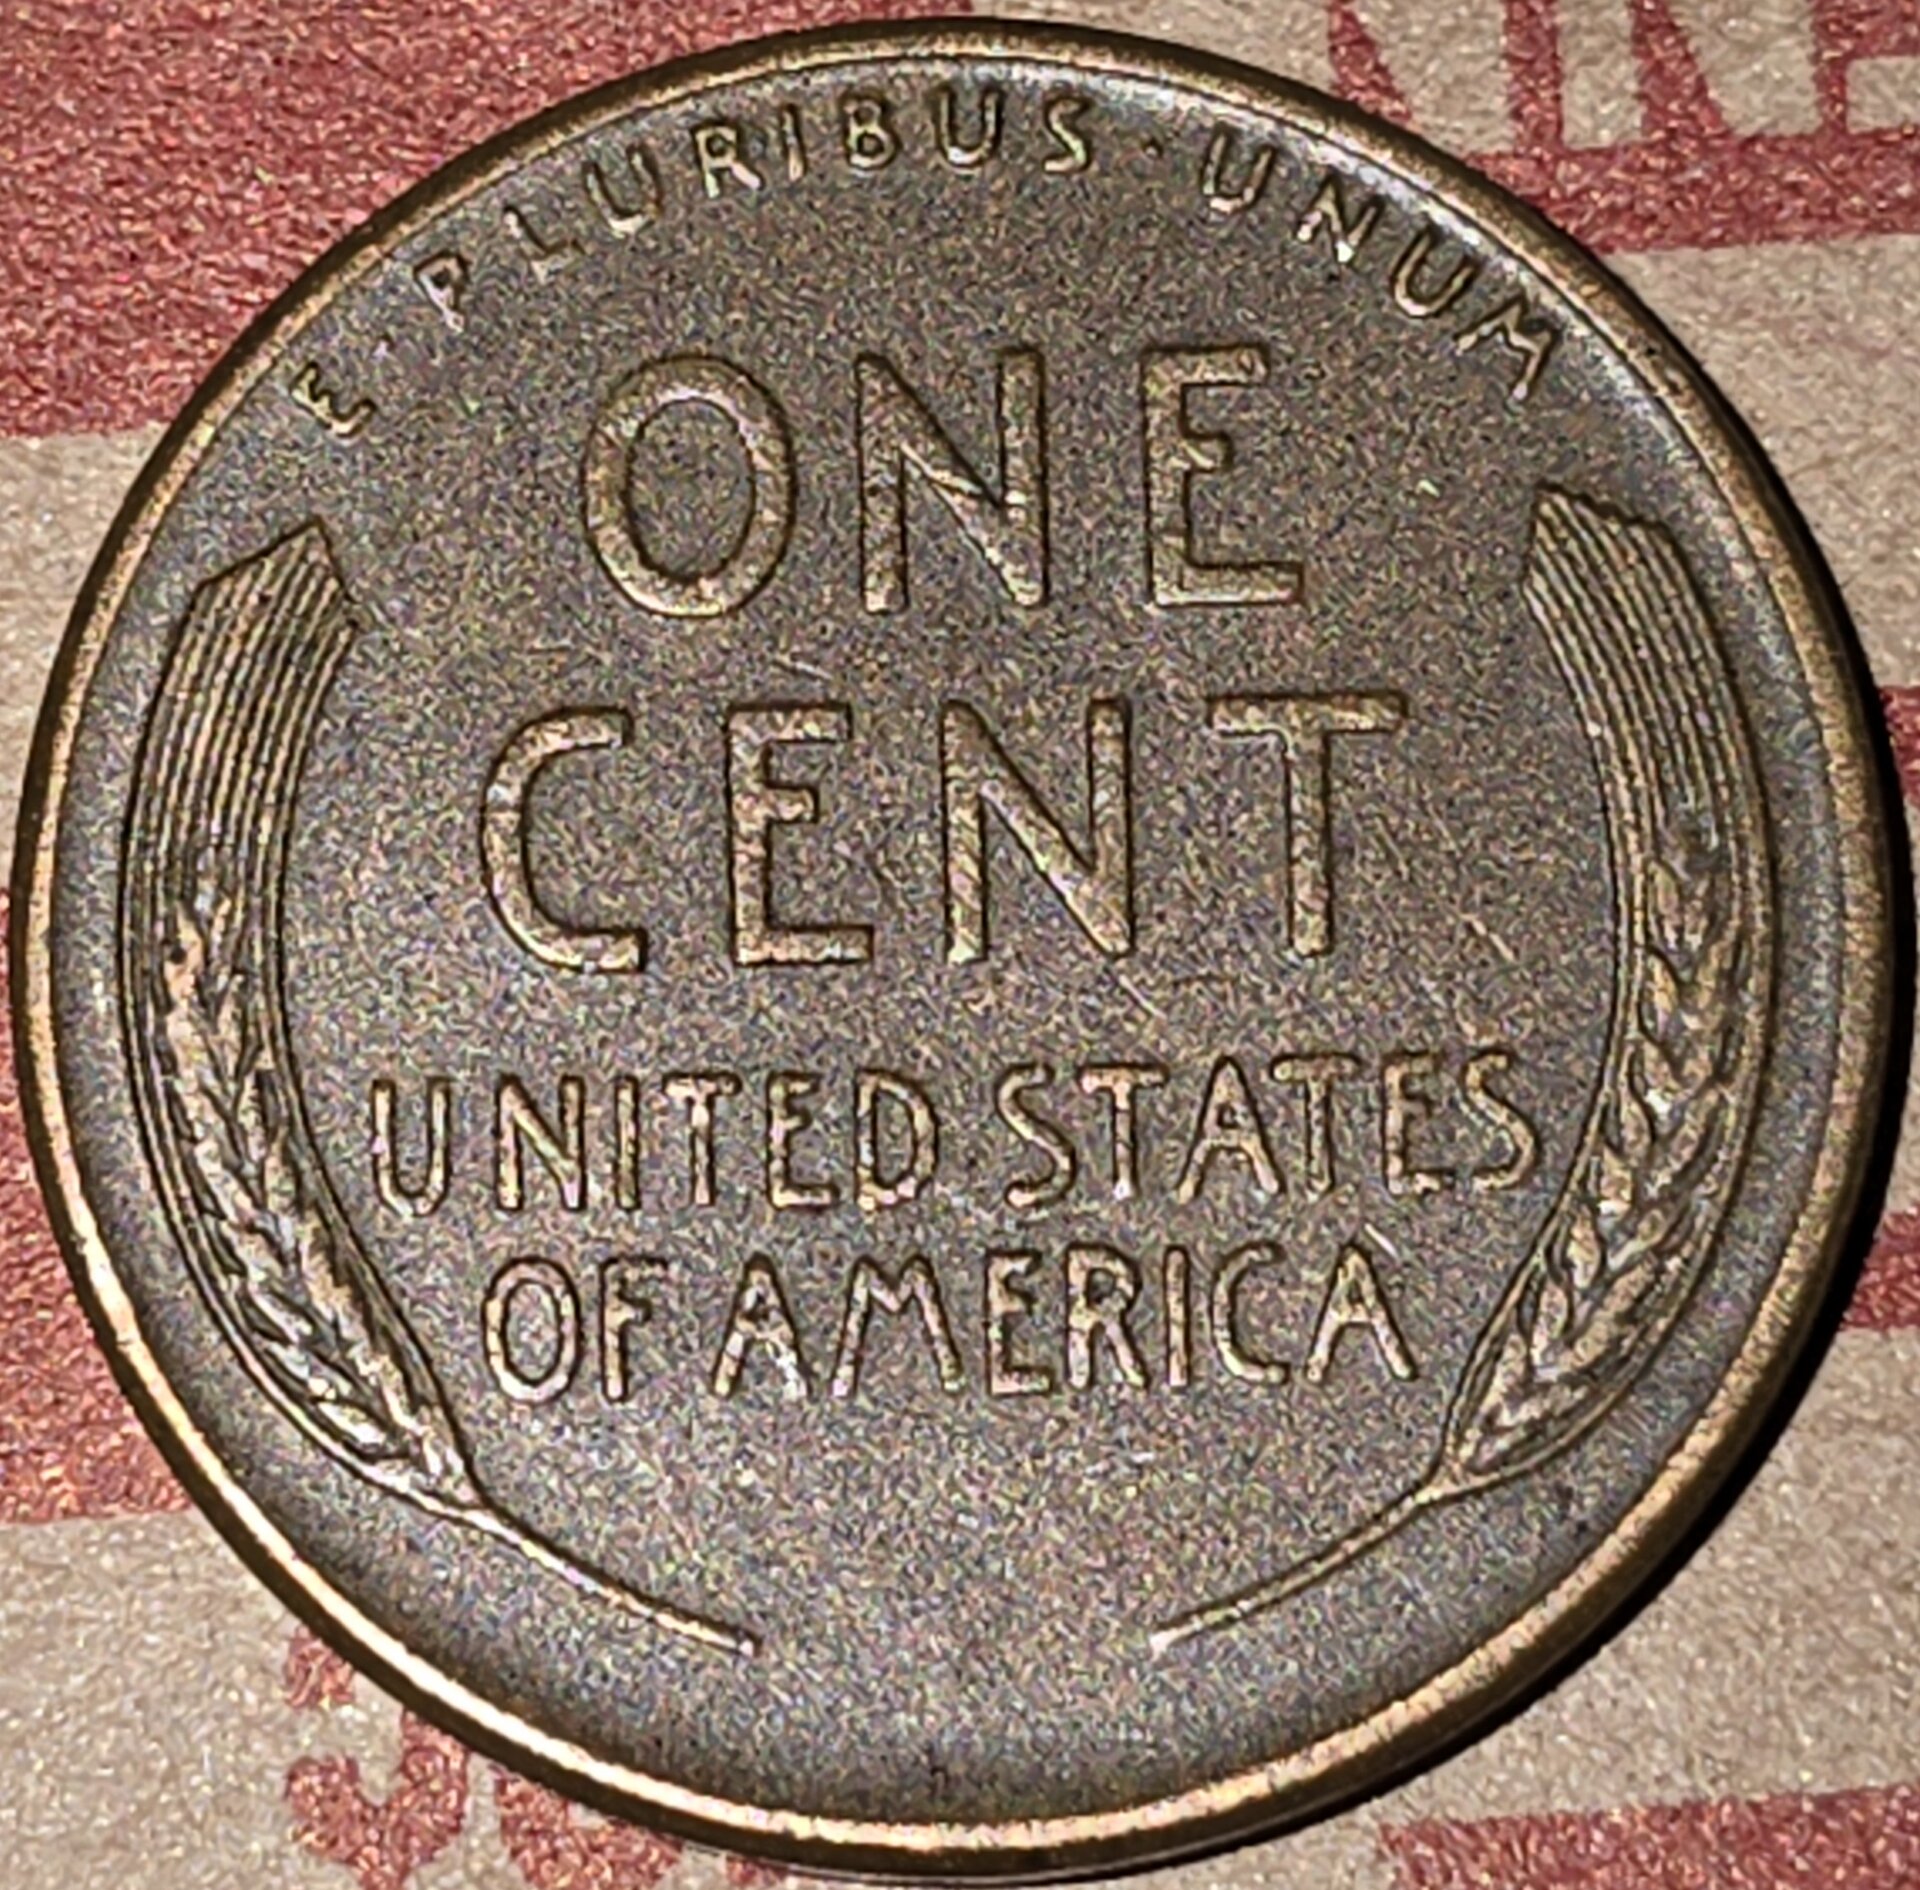 E PLURIBUS · UNUM
ONE
CENT
UNITED STATES
OF AMERICA